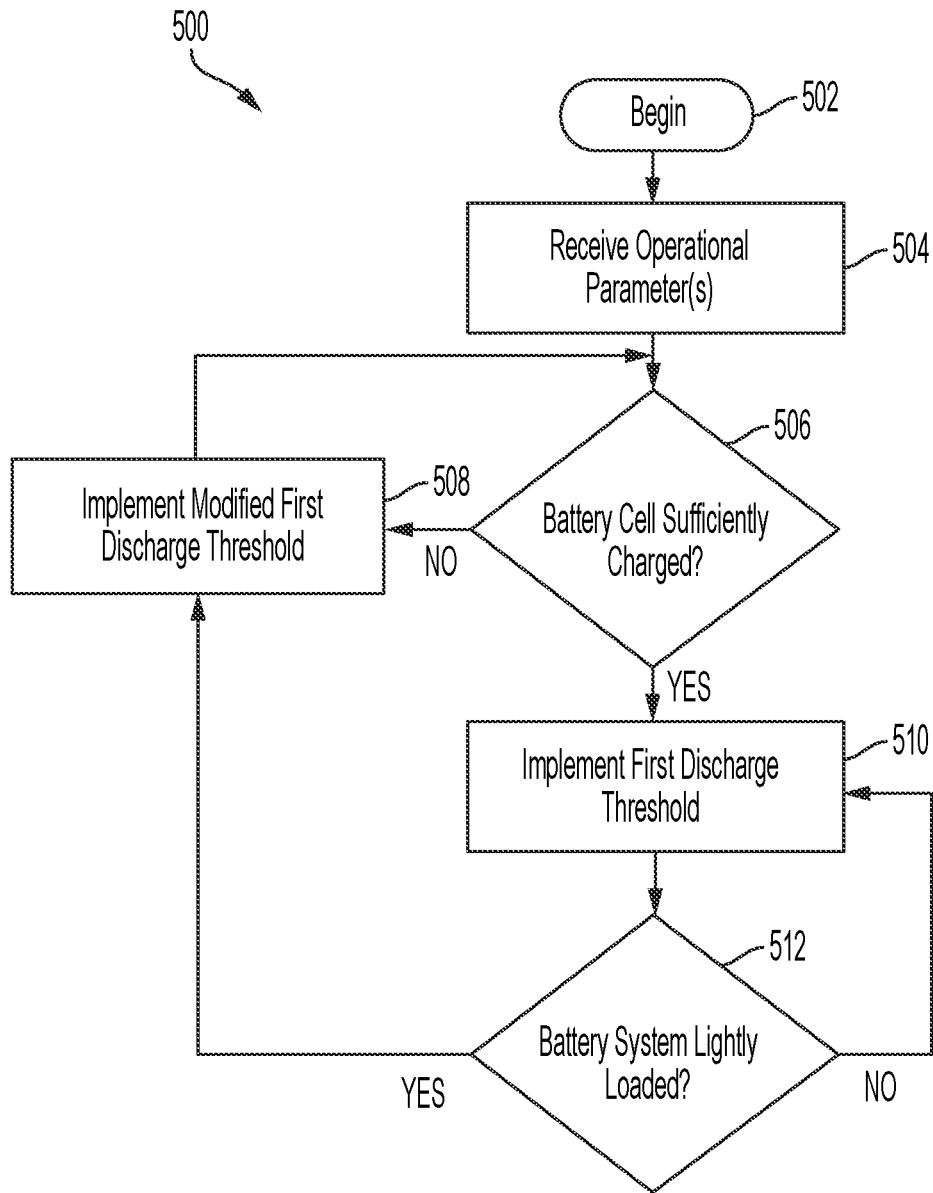 500
Begin
502
Receive Operational
Parameter(s)
504
506
Battery Cell Sufficiently
Charged?
508
Implement Modified First
Discharge Threshold
NO
YES
510
Implement First Discharge
Threshold
512
Battery System Lightly
Loaded?
YES
NO